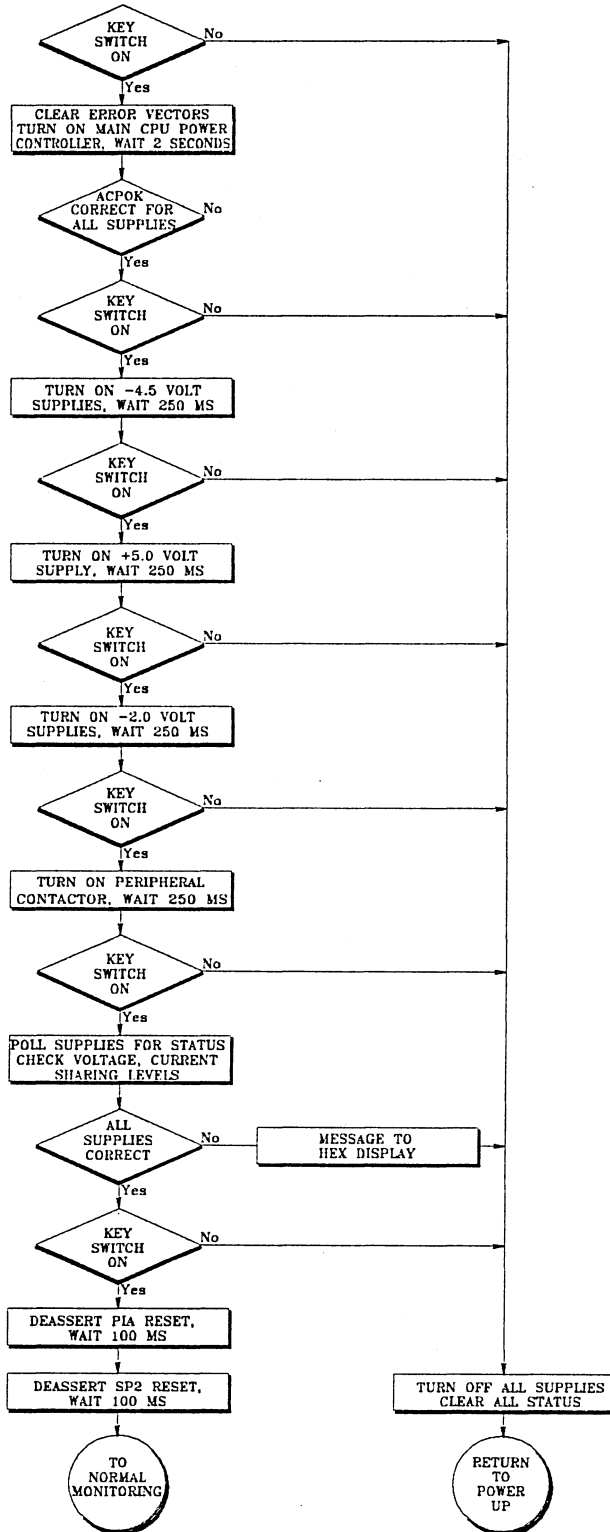 KEY
SWITCH
ON
No
Yes
CLEAR ERROR VECTORS
TURN ON MAIN CPU POWER
CONTROLLER, WAIT 2 SECONDS
ACPOK
CORRECT FOR
ALL SUPPLIES
No
Yes
KEY
SWITCH
ON
No
Yes
TURN ON -4.5 VOLT
SUPPLIES, WAIT 250 MS
KEY
SWITCH
ON
No
Yes
TURN ON +5.0 VOLT
SUPPLY, WAIT 250 MS
KEY
SWITCH
ON
No
Yes
TURN ON -2.0 VOLT
SUPPLIES, WAIT 250 MS
KEY
SWITCH
ON
No
Yes
TURN ON PERIPHERAL
CONTACTOR, WAIT 250 MS
KEY
SWITCH
ON
No
Yes
POLL SUPPLIES FOR STATUS
CHECK VOLTAGE, CURRENT
SHARING LEVELS
ALL
SUPPLIES
CORRECT
No
MESSAGE TO
HEX DISPLAY
Yes
KEY
SWITCH
ON
No
Yes
DEASSERT PIA RESET,
WAIT 100 MS
DEASSERT SP2 RESET,
WAIT 100 MS
TURN OFF ALL SUPPLIES
CLEAR ALL STATUS
TO
NORMAL
MONITORING
RETURN
TO
POWER
UP